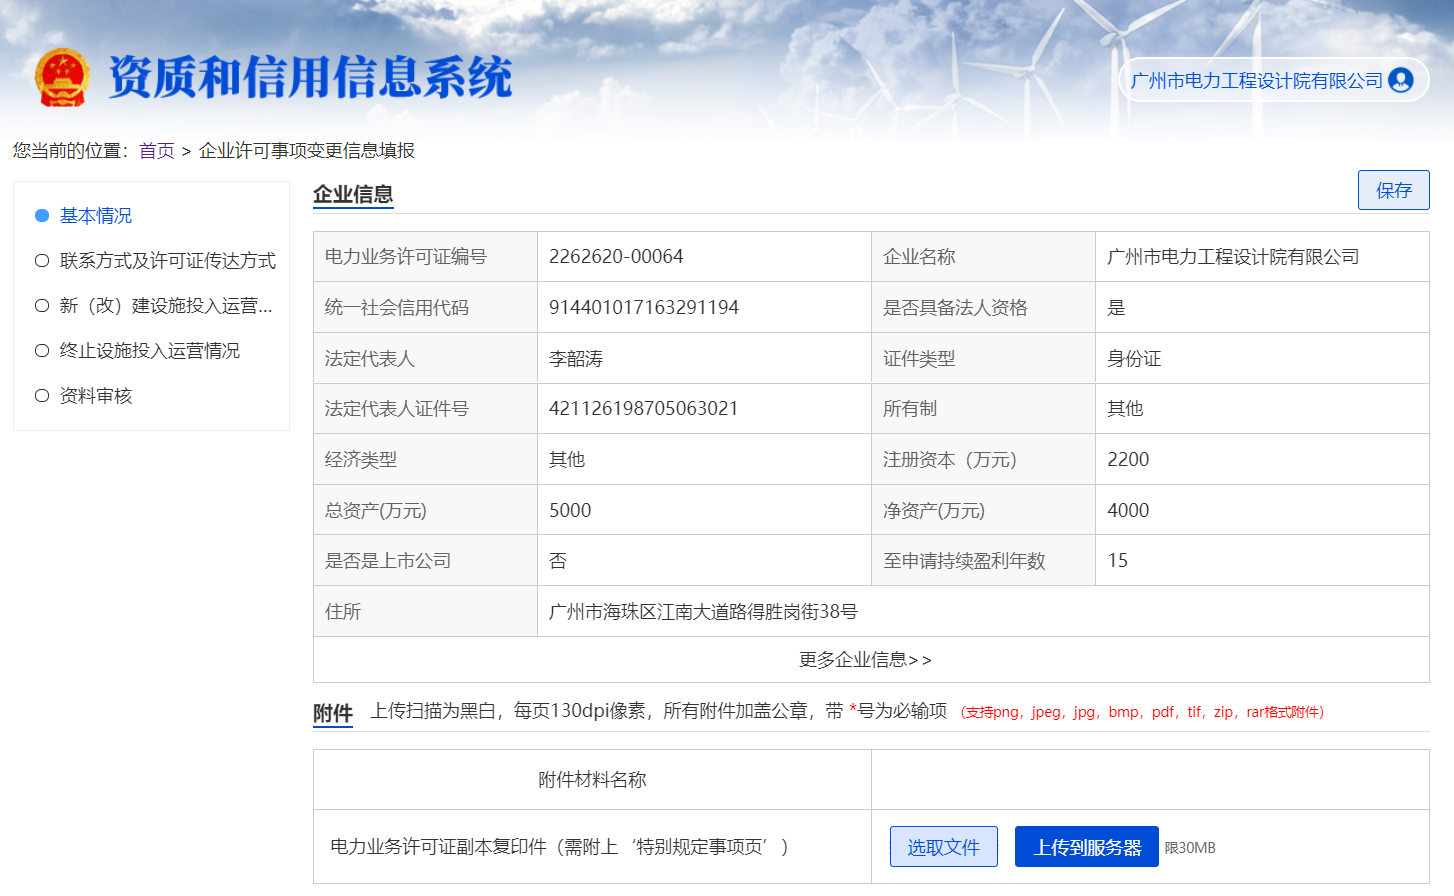 资质和信用信息系统
广州市电力工程设计院有限公司
您当前的位置：首页 > 企业许可事项变更信息填报
基本情况
联系方式及许可证传达方式
新（改）建设施投入运营...
终止设施投入运营情况
资料审核
企业信息
保存
电力业务许可证编号 2262620-00064 企业名称 广州市电力工程设计院有限公司
统一社会信用代码 914401017163291194 是否具备法人资格 是
法定代表人 李韶涛 证件类型 身份证
法定代表人证件号 421126198705063021 所有制 其他
经济类型 其他 注册资本（万元） 2200
总资产(万元) 5000 净资产(万元) 4000
是否是上市公司 否 至申请持续盈利年数 15
住所 广州市海珠区江南大道路得胜岗街38号
更多企业信息>>
附件 上传扫描为黑白，每页130dpi像素，所有附件加盖公章，带 *号为必输项 （支持png，jpeg，jpg，bmp，pdf，tif，zip，rar格式附件）
附件材料名称
电力业务许可证副本复印件（需附上‘特别规定事项页’） 选取文件 上传到服务器 限30MB